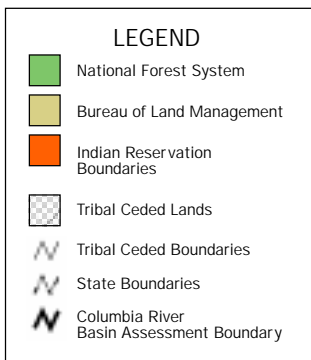 LEGEND
National Forest System
Bureau of Land Management
Indian Reservation
Boundaries
Tribal Ceded Lands
Tribal Ceded Boundaries
State Boundaries
Columbia River
Basin Assessment Boundary